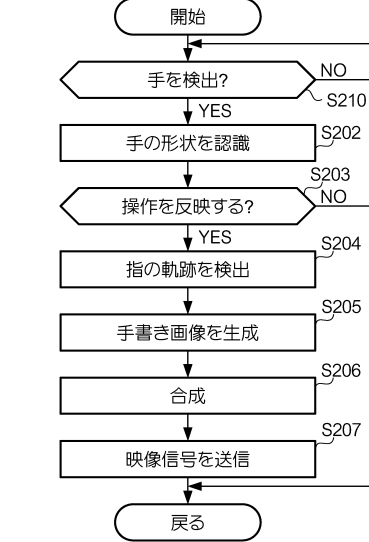 開始
手を検出?
NO
S210
YES
手の形状を認識
S202
S203
操作を反映する?
NO
YES
S204
指の軌跡を検出
S205
手書き画像を生成
S206
合成
S207
映像信号を送信
戻る